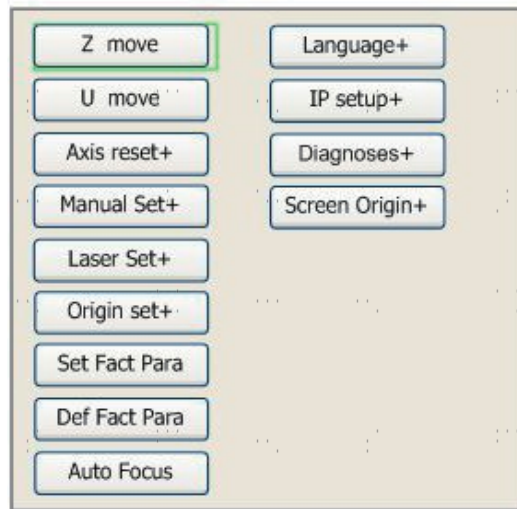 Z move
U move
Axis reset+
Manual Set+
Laser Set+
Origin set+
Set Fact Para
Def Fact Para
Auto Focus
Language+
IP setup+
Diagnoses+
Screen Origin+